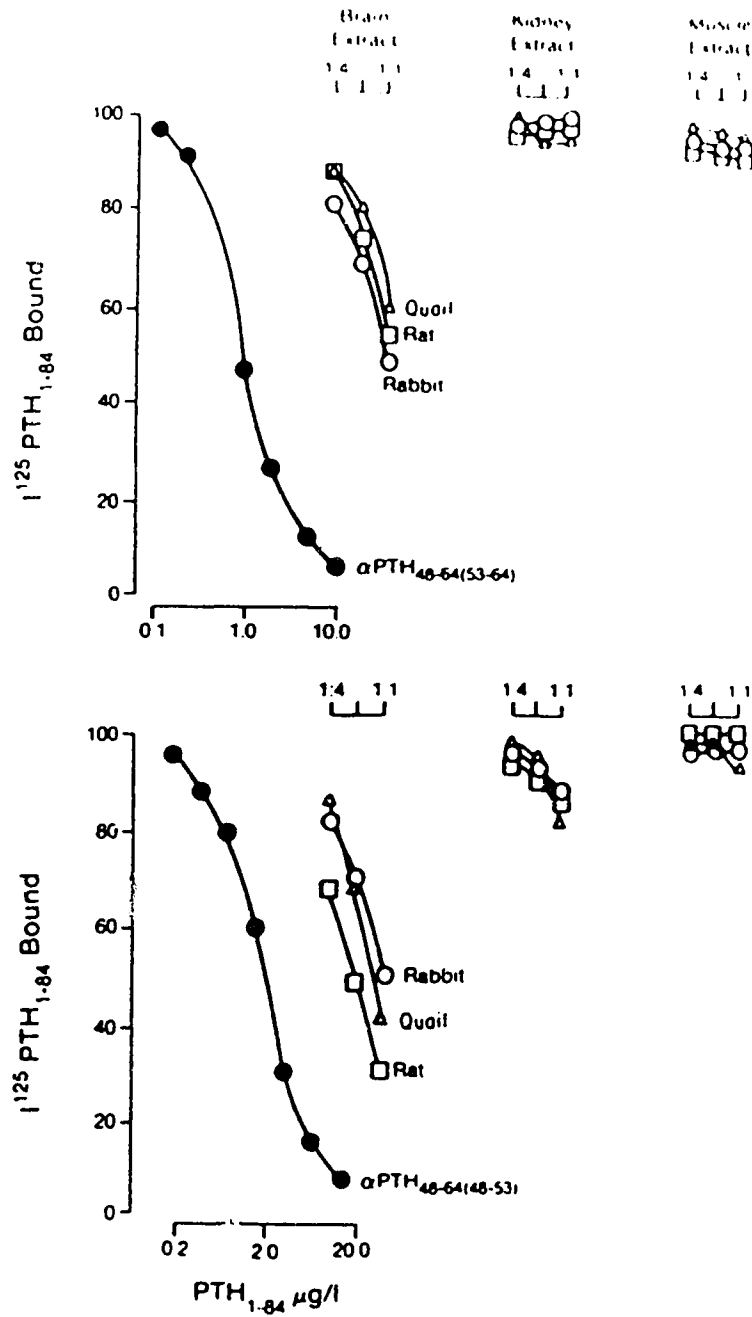 Brain
Extract
1:4 1:1
Kidney
Extract
1:4 1:1
Muscle
Extract
1:4 1:
100
80
60
40
20
0
I125 PTH1-84 Bound
Quail
Rat
Rabbit
αPTH48-64(53-64)
0.1 1.0 10.0
1:4 1:1
1:4 1:1
1:4 1:1
100
80
60
40
20
0
I125 PTH1-84 Bound
Rabbit
Quail
Rat
αPTH48-64(48-53)
0.2 2.0 20.0
PTH1-84 μg/l